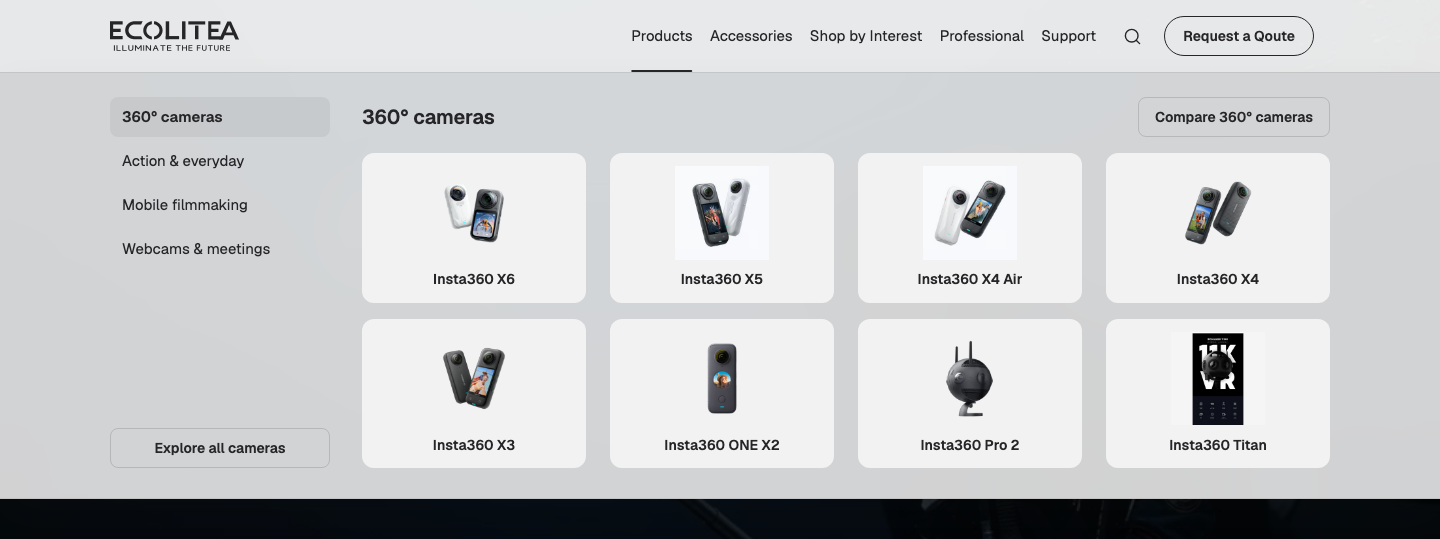 ECOLITEA
ILLUMINATE THE FUTURE
Products Accessories Shop by Interest Professional Support Request a Qoute
360° cameras
Action & everyday
Mobile filmmaking
Webcams & meetings
Explore all cameras
360° cameras
Compare 360° cameras
Insta360 X6
Insta360 X5
Insta360 X4 Air
Insta360 X4
Insta360 X3
Insta360 ONE X2
Insta360 Pro 2
11K
VR
Insta360 Titan